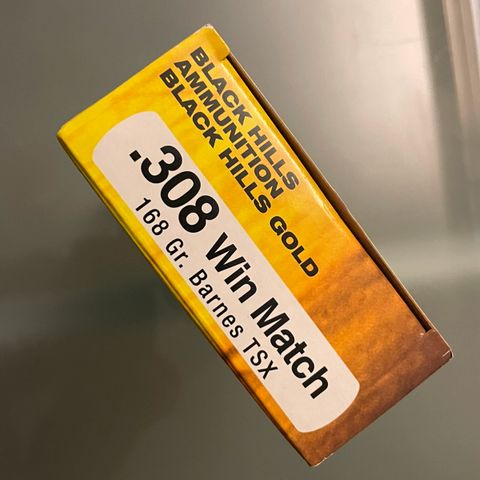 BLACK HILLS
AMMUNITION
BLACK HILLS GOLD
.308 Win Match
168 Gr. Barnes TSX